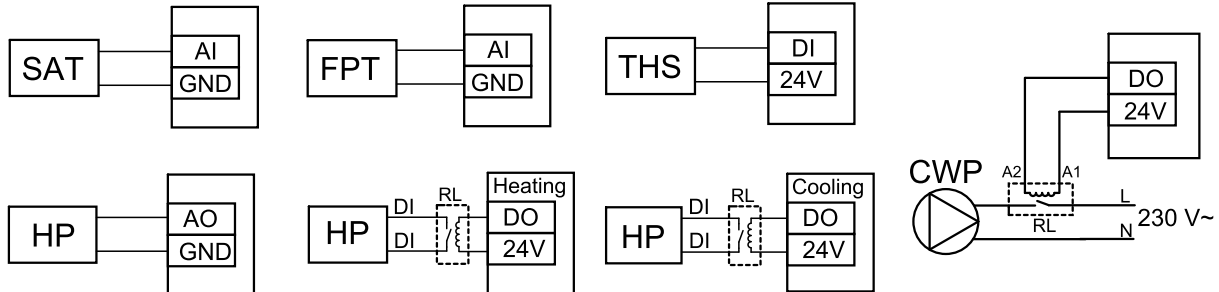 SAT
AI
GND
FPT
AI
GND
THS
DI
24V
DO
24V
CWP
A2
A1
RL
L
N
230 V~
HP
AO
GND
HP
DI
DI
RL
Heating
DO
24V
HP
DI
DI
RL
Cooling
DO
24V